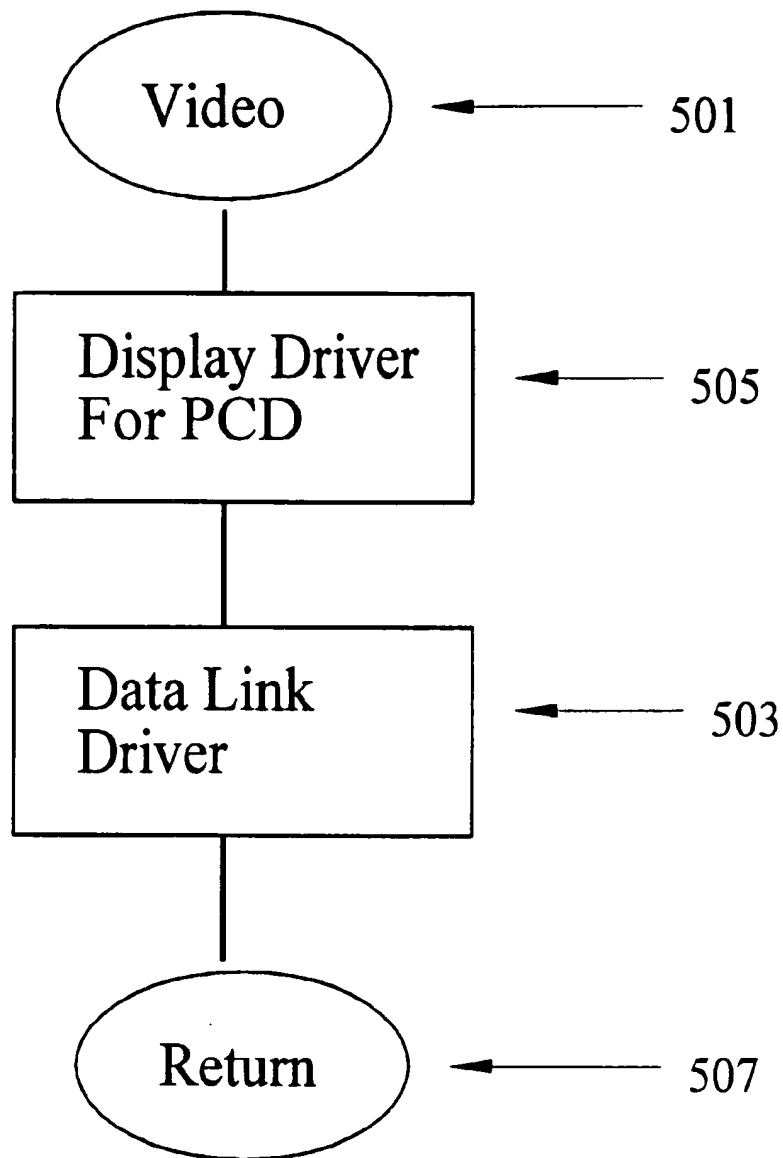 Video
501
Display Driver
For PCD
505
Data Link
Driver
503
Return
507